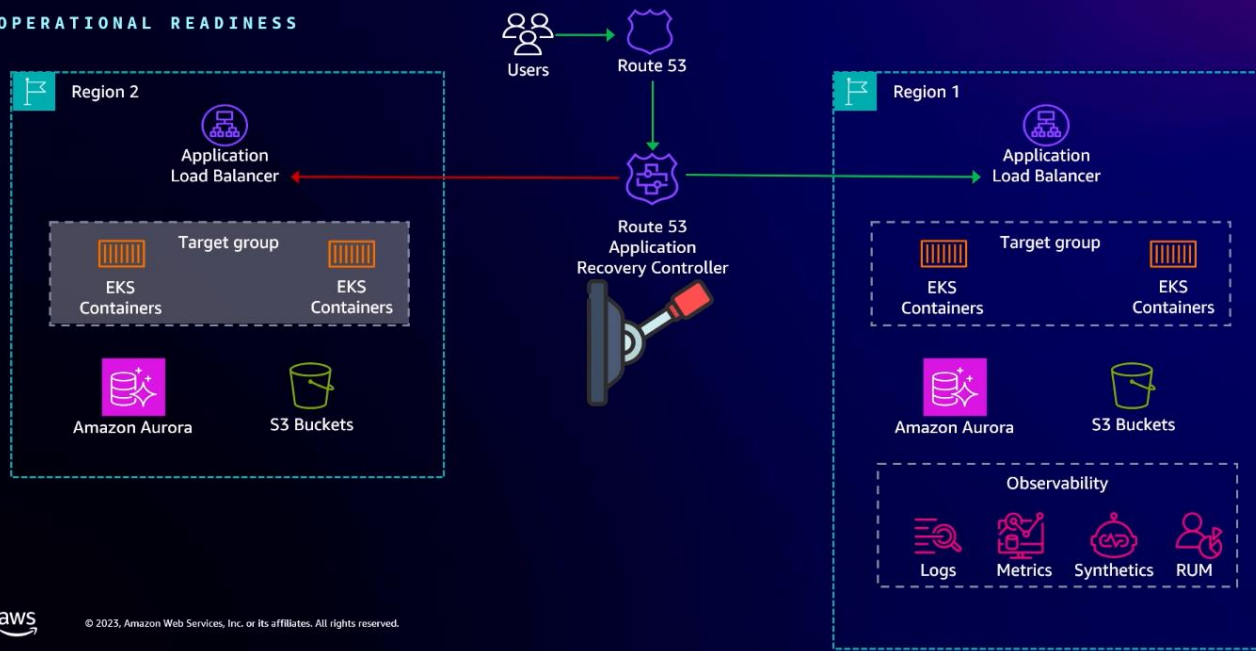 OPERATIONAL READINESS
Users
Route 53
Region 2
Application
Load Balancer
Target group
EKS
Containers
EKS
Containers
Amazon Aurora
S3 Buckets
Route 53
Application
Recovery Controller
Region 1
Application
Load Balancer
Target group
EKS
Containers
EKS
Containers
Amazon Aurora
S3 Buckets
Observability
Logs
Metrics
Synthetics
RUM
aws
© 2023, Amazon Web Services, Inc. or its affiliates. All rights reserved.